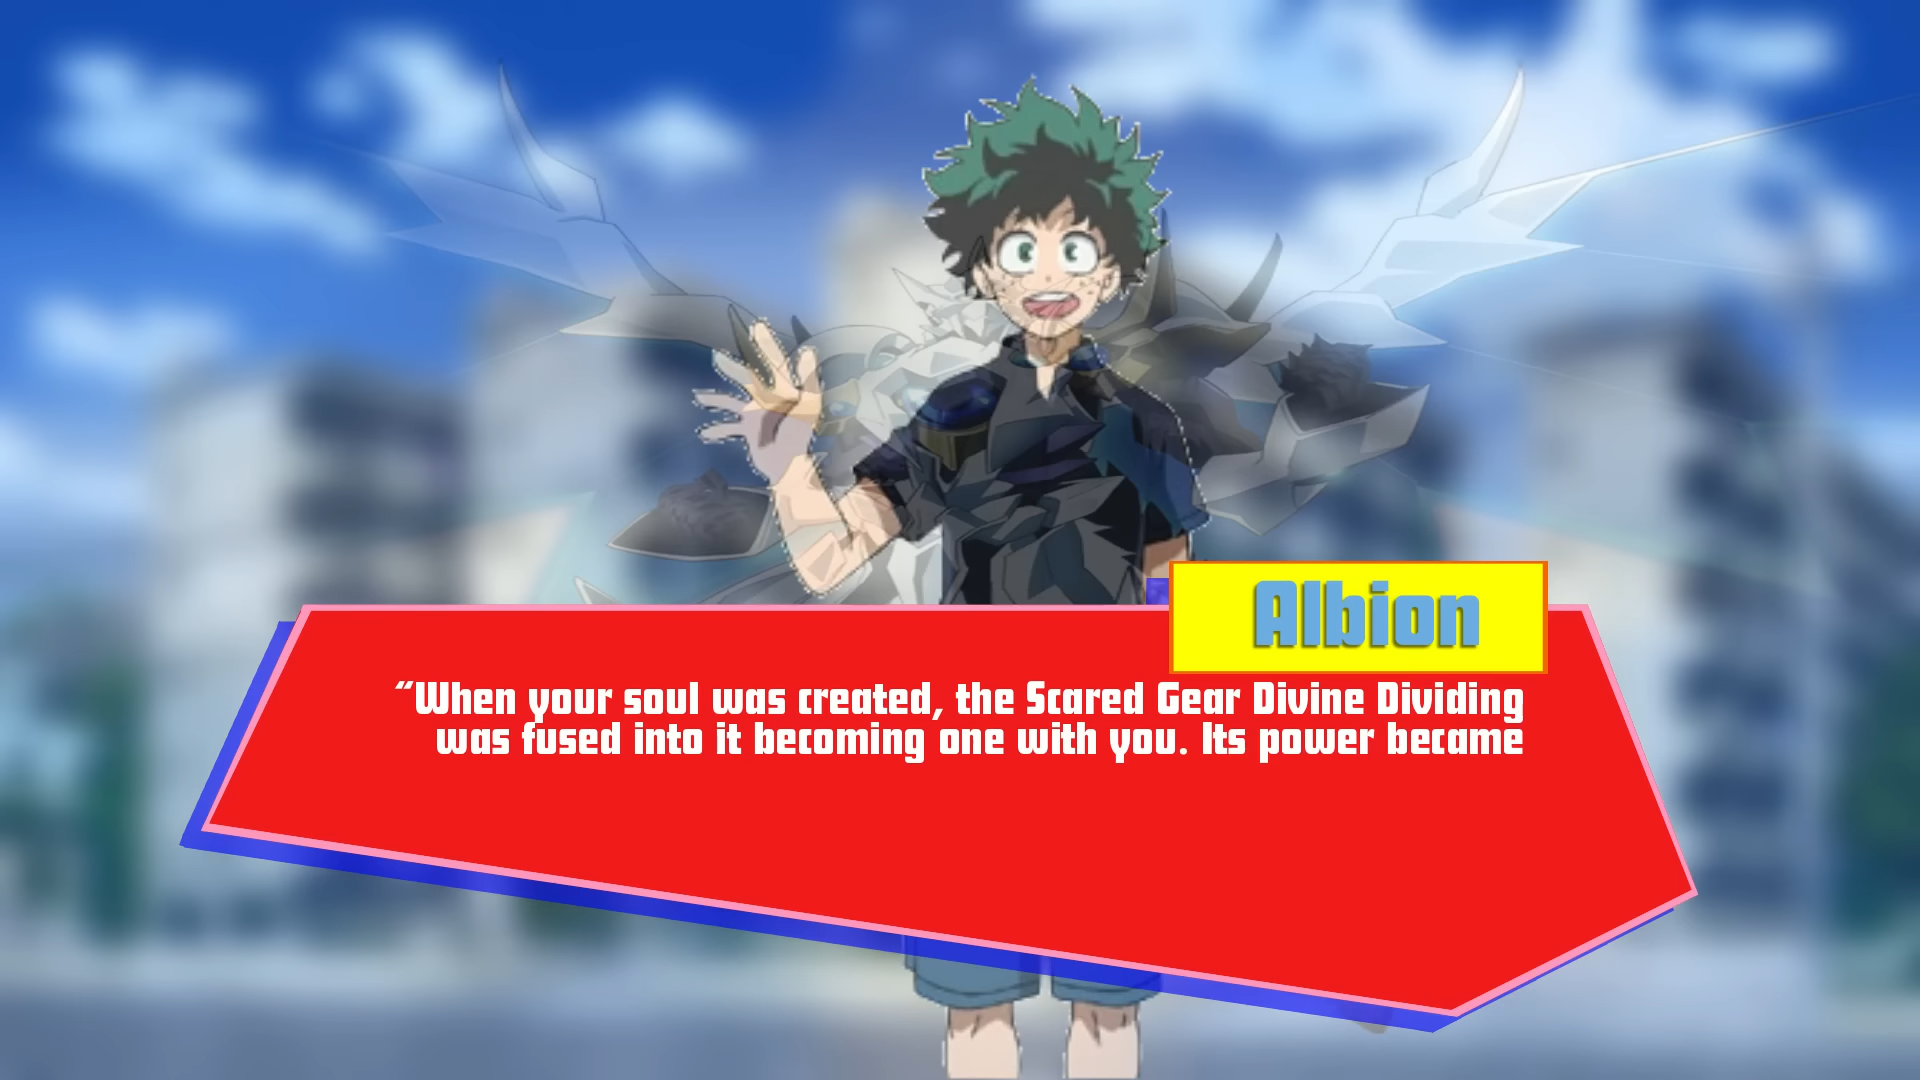 Albion
“When your soul was created, the Scared Gear Divine Dividing
was fused into it becoming one with you. Its power became